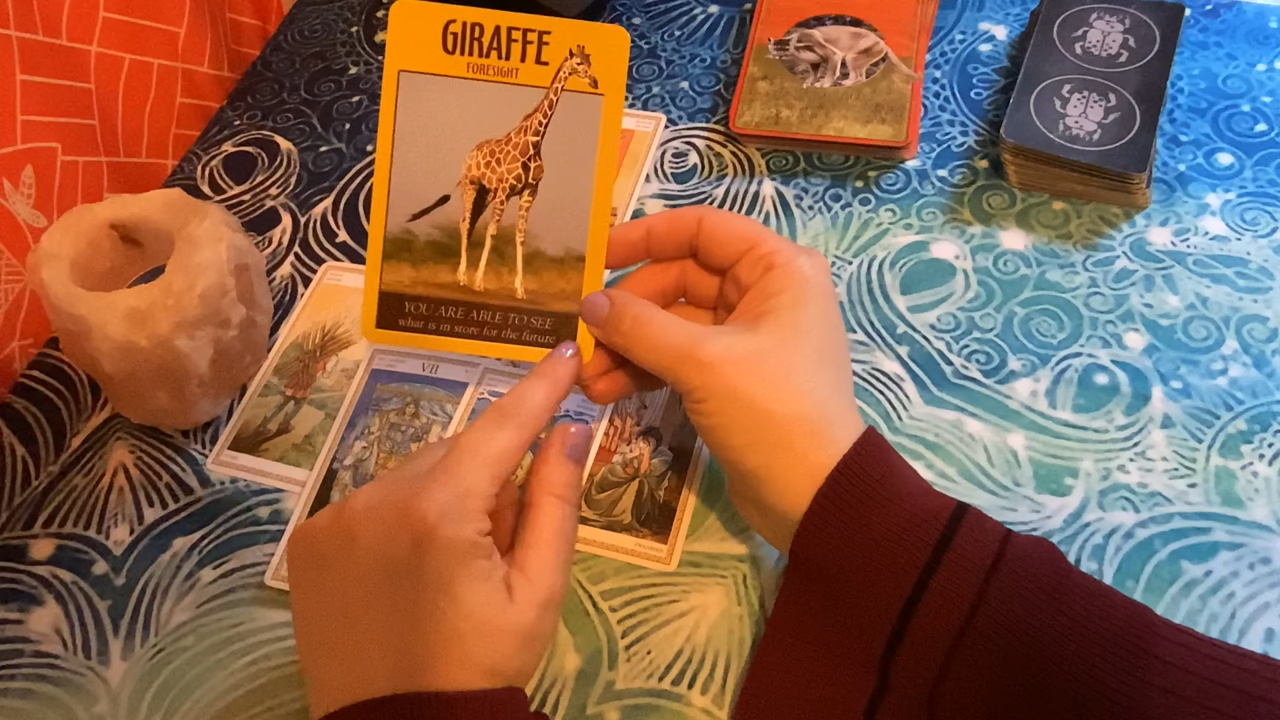 GIRAFFE
FORESIGHT
YOU ARE ABLE TO SEE
what is in store for the future
VII